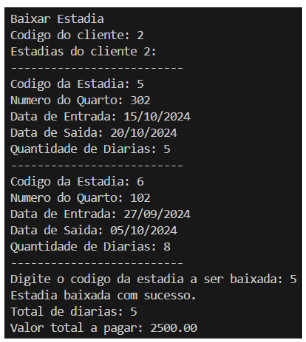 Baixar Estadia
Codigo do cliente: 2
Estadias do cliente 2:
--------------------------
Codigo da Estadia: 5
Numero do Quarto: 302
Data de Entrada: 15/10/2024
Data de Saida: 20/10/2024
Quantidade de Diarias: 5
--------------------------
Codigo da Estadia: 6
Numero do Quarto: 102
Data de Entrada: 27/09/2024
Data de Saida: 05/10/2024
Quantidade de Diarias: 8
--------------------------
Digite o codigo da estadia a ser baixada: 5
Estadia baixada com sucesso.
Total de diarias: 5
Valor total a pagar: 2500.00